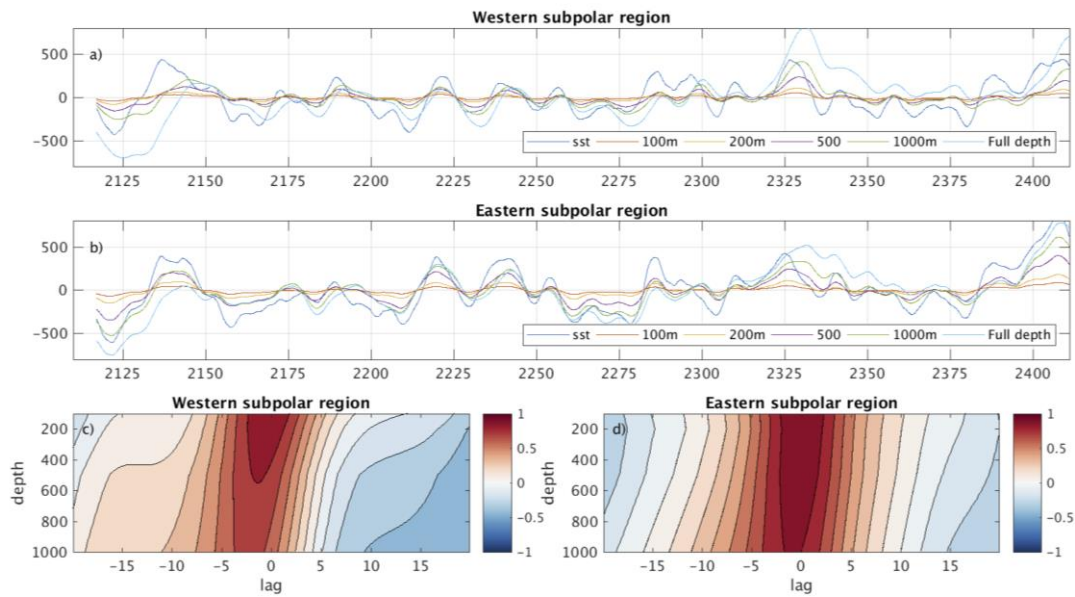 Western subpolar region
a)
500
0
−500
sst 100m 200m 500 1000m Full depth
2125 2150 2175 2200 2225 2250 2275 2300 2325 2350 2375 2400
Eastern subpolar region
b)
500
0
−500
sst 100m 200m 500 1000m Full depth
2125 2150 2175 2200 2225 2250 2275 2300 2325 2350 2375 2400
Western subpolar region
c)
depth
200
400
600
800
1000
-15 -10 -5 0 5 10 15
lag
1
0.5
0
-0.5
-1
Eastern subpolar region
d)
depth
200
400
600
800
1000
-15 -10 -5 0 5 10 15
lag
1
0.5
0
-0.5
-1